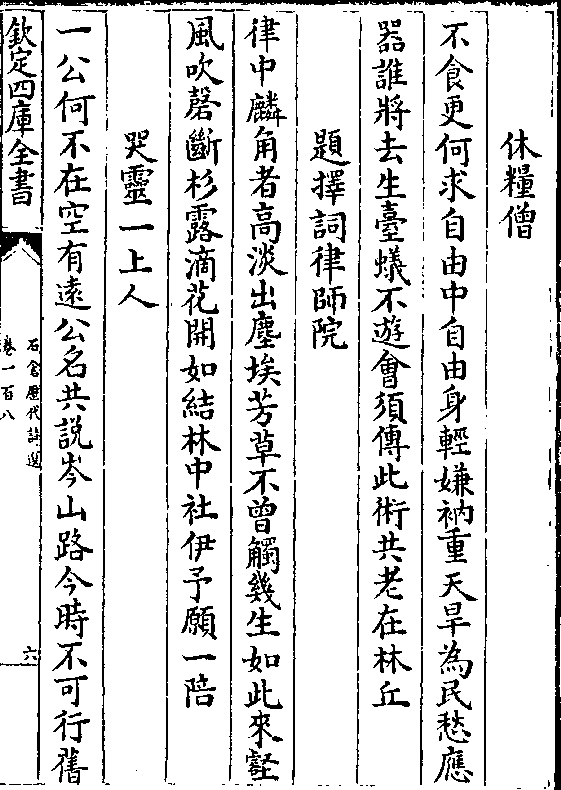 休糧僧
不食更何求自由中自由身輕嫌衲重天旱為民愁應
器誰將去生臺蟻不遊會須傳此術共老在林丘
題擇詞律師院
律中麟角者高淡出塵埃芳草不曾觸幾生如此來壑
風吹磬斷杉露滴花開如結林中社伊予願一陪
哭靈一上人
一公何不在空有遠公名共說岑山路今時不可行舊
欽定四庫全書
石倉歷代詩選
卷一百八
六